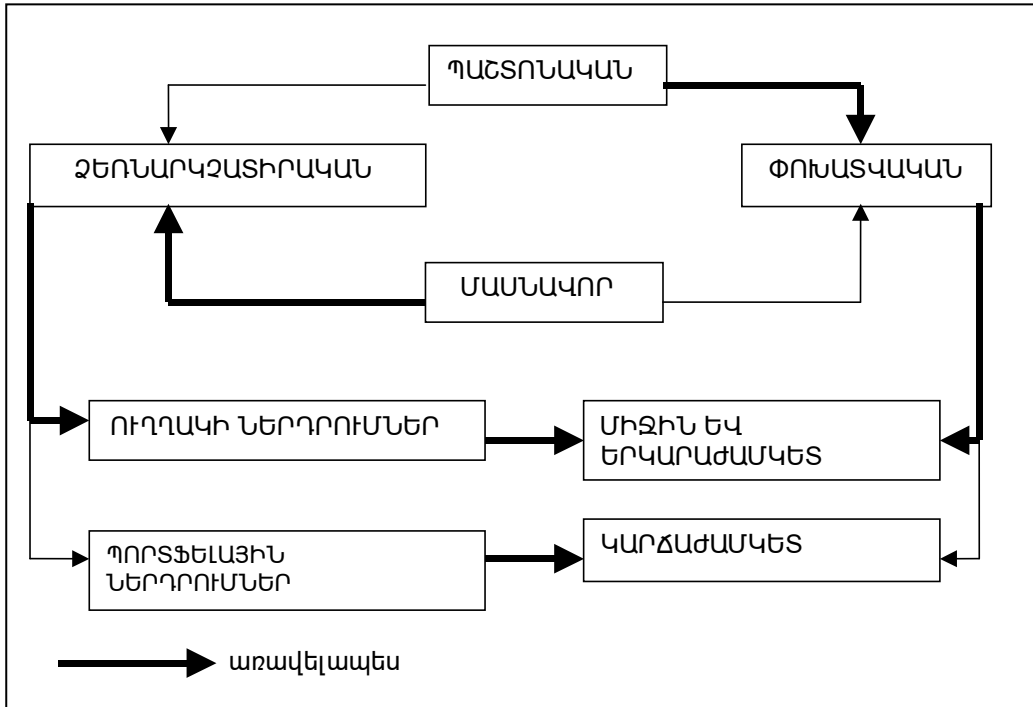 ՊԱՇՏՈՆԱԿԱՆ
ՁԵՌՆԱՐԿՉԱՏԻՐԱԿԱՆ
ՓՈԽԱՏՎԱԿԱՆ
ՄԱՍՆԱՎՈՐ
ՈՒՂՂԱԿԻ ՆԵՐԴՐՈՒՄՆԵՐ
ՄԻՋԻՆ ԵՎ
ԵՐԿԱՐԱԺԱՄԿԵՏ
ՊՈՐՏՖԵԼԱՅԻՆ
ՆԵՐԴՐՈՒՄՆԵՐ
ԿԱՐՃԱԺԱՄԿԵՏ
առավելապես